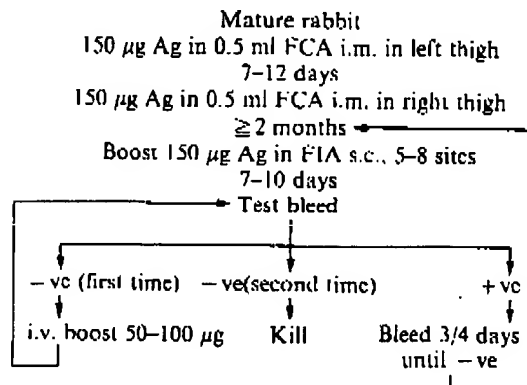 Mature rabbit
150 µg Ag in 0.5 ml FCA i.m. in left thigh
7–12 days
150 µg Ag in 0.5 ml FCA i.m. in right thigh
≧ 2 months
Boost 150 µg Ag in FIA s.c., 5–8 sites
7–10 days
Test bleed
– ve (first time) – ve(second time) + ve
i.v. boost 50–100 µg Kill Bleed 3/4 days
until – ve